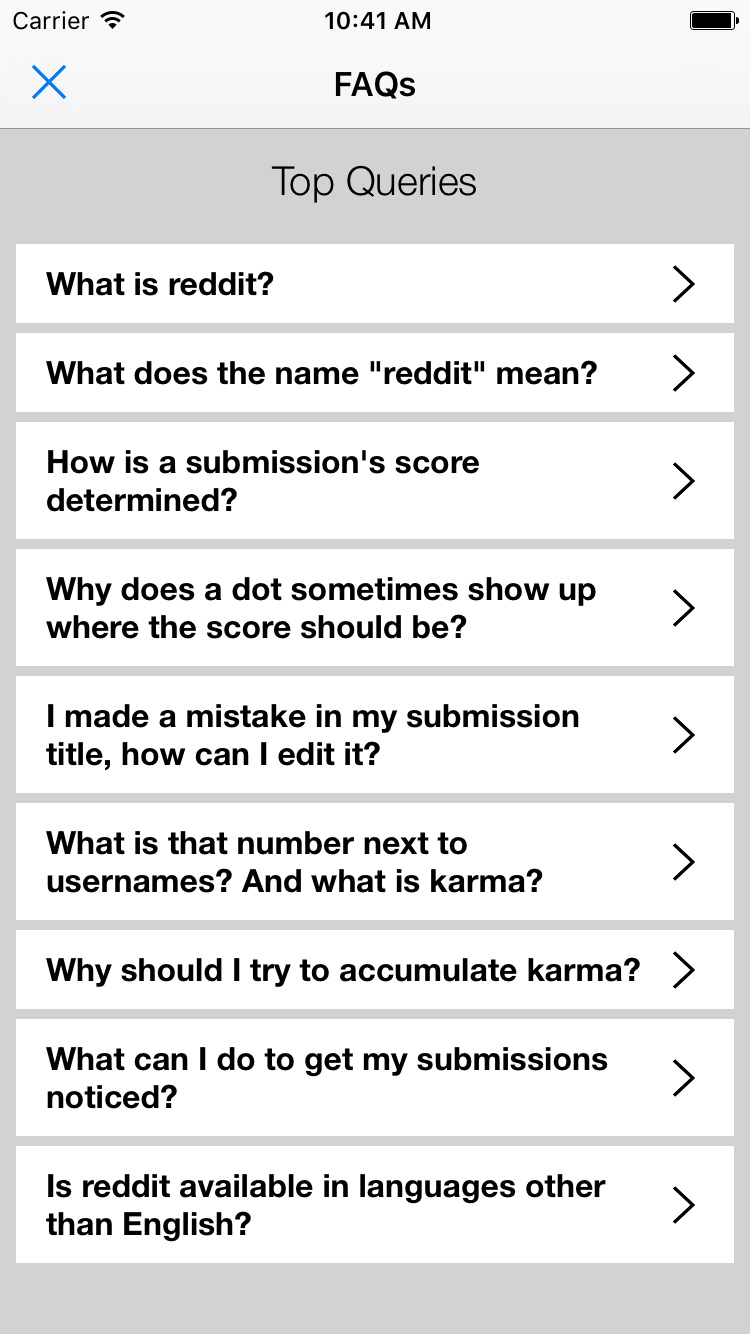 Carrier 10:41 AM
FAQs
Top Queries
What is reddit?
What does the name "reddit" mean?
How is a submission's score
determined?
Why does a dot sometimes show up
where the score should be?
I made a mistake in my submission
title, how can I edit it?
What is that number next to
usernames? And what is karma?
Why should I try to accumulate karma?
What can I do to get my submissions
noticed?
Is reddit available in languages other
than English?